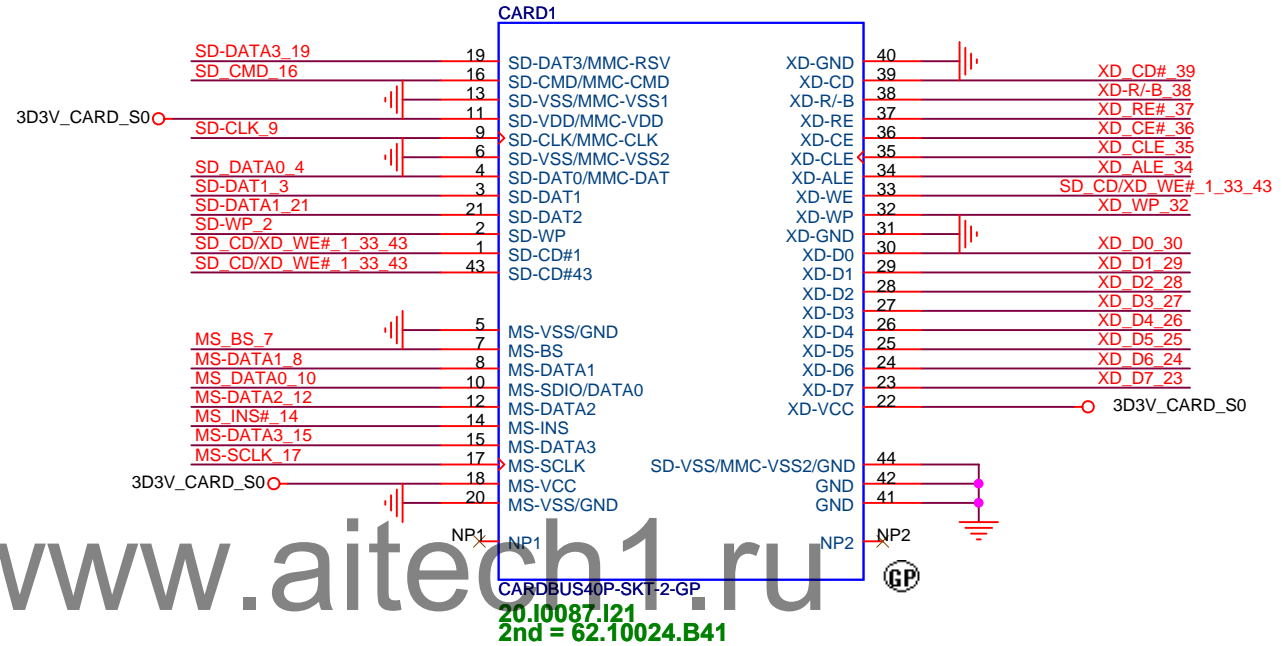 CARD1
SD-DATA3_19 19 SD-DAT3/MMC-RSV
SD_CMD_16 16 SD-CMD/MMC-CMD
13 SD-VSS/MMC-VSS1
3D3V_CARD_S0 11 SD-VDD/MMC-VDD
SD-CLK_9 9 SD-CLK/MMC-CLK
6 SD-VSS/MMC-VSS2
SD_DATA0_4 4 SD-DAT0/MMC-DAT
SD-DAT1_3 3 SD-DAT1
SD-DATA1_21 21 SD-DAT2
SD-WP_2 2 SD-WP
SD_CD/XD_WE#_1_33_43 1 SD-CD#1
SD_CD/XD_WE#_1_33_43 43 SD-CD#43
5 MS-VSS/GND
MS_BS_7 7 MS-BS
MS-DATA1_8 8 MS-DATA1
MS_DATA0_10 10 MS-SDIO/DATA0
MS-DATA2_12 12 MS-DATA2
MS_INS#_14 14 MS-INS
MS-DATA3_15 15 MS-DATA3
MS-SCLK_17 17 MS-SCLK
3D3V_CARD_S0 18 MS-VCC
20 MS-VSS/GND
NP1 NP1
XD-GND 40
XD-CD 39 XD_CD#_39
XD-R/-B 38 XD-R/-B_38
XD-RE 37 XD_RE#_37
XD-CE 36 XD_CE#_36
XD-CLE 35 XD_CLE_35
XD-ALE 34 XD_ALE_34
XD-WE 33 SD_CD/XD_WE#_1_33_43
XD-WP 32 XD_WP_32
XD-GND 31
XD-D0 30 XD_D0_30
XD-D1 29 XD_D1_29
XD-D2 28 XD_D2_28
XD-D3 27 XD_D3_27
XD-D4 26 XD_D4_26
XD-D5 25 XD_D5_25
XD-D6 24 XD_D6_24
XD-D7 23 XD_D7_23
XD-VCC 22 3D3V_CARD_S0
SD-VSS/MMC-VSS2/GND 44
GND 42
GND 41
NP2 NP2
GP
www.aitech1.ru
CARDBUS40P-SKT-2-GP
20.I0087.I21
2nd = 62.10024.B41